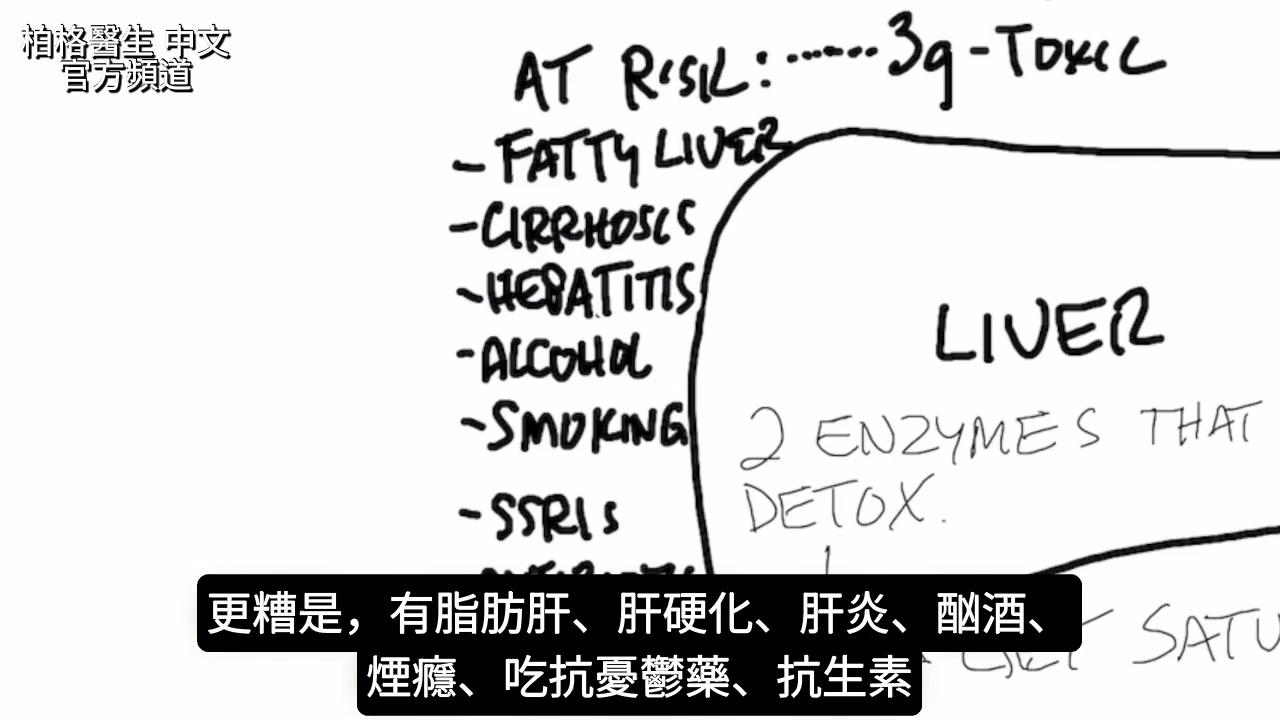 柏格醫生 中文
官方頻道
AT RISK:......3g-TOXIC
- FATTY LIVER
- CIRRHOSIS
- HEPATITIS
- ALCOHOL
- SMOKING
- SSRIs
LIVER
2 ENZYMES THAT
DETOX.
GET SATU
更糟是，有脂肪肝、肝硬化、肝炎、酗酒、
煙癮、吃抗憂鬱藥、抗生素